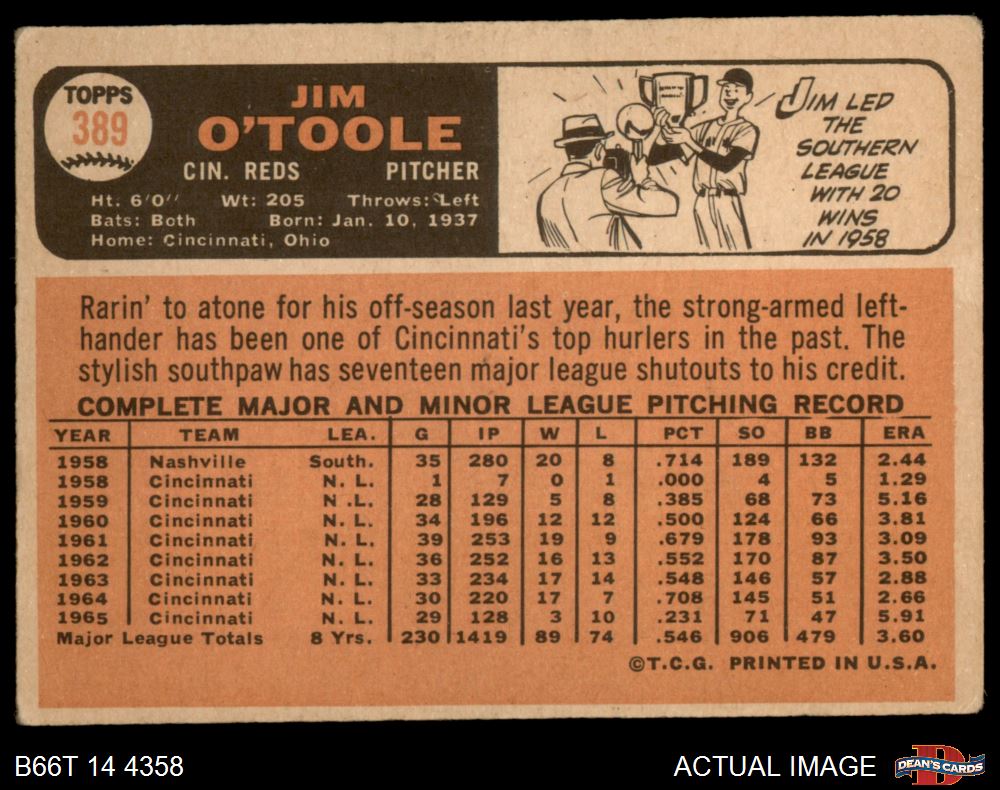 TOPPS
389
JIM
O'TOOLE
CIN. REDS PITCHER
Ht. 6'0" Wt: 205 Throws: Left
Bats: Both Born: Jan. 10, 1937
Home: Cincinnati, Ohio
JIM LED
THE
SOUTHERN
LEAGUE
WITH 20
WINS
IN 1958
Rarin' to atone for his off-season last year, the strong-armed left-
hander has been one of Cincinnati's top hurlers in the past. The
stylish southpaw has seventeen major league shutouts to his credit.
COMPLETE MAJOR AND MINOR LEAGUE PITCHING RECORD
YEAR TEAM LEA. G IP W L PCT SO BB ERA
1958 Nashville South. 35 280 20 8 .714 189 132 2.44
1958 Cincinnati N. L. 1 7 0 1 .000 4 5 1.29
1959 Cincinnati N .L. 28 129 5 8 .385 68 73 5.16
1960 Cincinnati N. L. 34 196 12 12 .500 124 66 3.81
1961 Cincinnati N. L. 39 253 19 9 .679 178 93 3.09
1962 Cincinnati N. L. 36 252 16 13 .552 170 87 3.50
1963 Cincinnati N. L. 33 234 17 14 .548 146 57 2.88
1964 Cincinnati N. L. 30 220 17 7 .708 145 51 2.66
1965 Cincinnati N. L. 29 128 3 10 .231 71 47 5.91
Major League Totals 8 Yrs. 230 1419 89 74 .546 906 479 3.60
©T.C.G. PRINTED IN U.S.A.
B66T 14 4358
ACTUAL IMAGE
DEAN'S CARDS